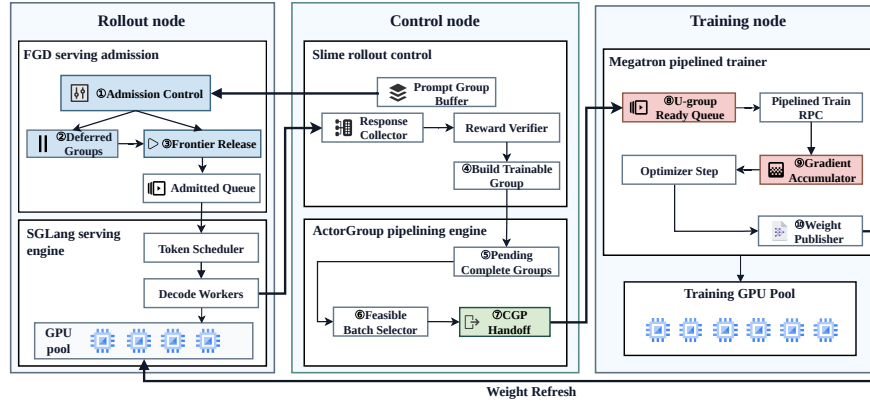 Rollout node
FGD serving admission
①Admission Control
②Deferred
Groups
③Frontier Release
Admitted Queue
SGLang serving
engine
Token Scheduler
Decode Workers
GPU
pool
Control node
Slime rollout control
Prompt Group
Buffer
Response
Collector
Reward Verifier
④Build Trainable
Group
ActorGroup pipelining engine
⑤Pending
Complete Groups
⑥Feasible
Batch Selector
⑦CGP
Handoff
Training node
Megatron pipelined trainer
⑧U-group
Ready Queue
Pipelined Train
RPC
Optimizer Step
⑨Gradient
Accumulator
⑩Weight
Publisher
Training GPU Pool
Weight Refresh